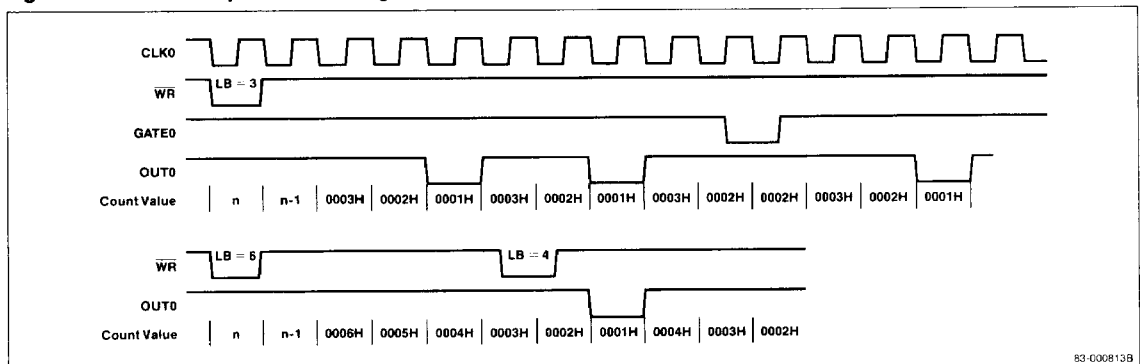 CLK0
WR LB = 3
GATE0
OUT0
Count Value n n-1 0003H 0002H 0001H 0003H 0002H 0001H 0003H 0002H 0002H 0003H 0002H 0001H
WR LB = 6 LB = 4
OUT0
Count Value n n-1 0006H 0005H 0004H 0003H 0002H 0001H 0004H 0003H 0002H
83-000813B